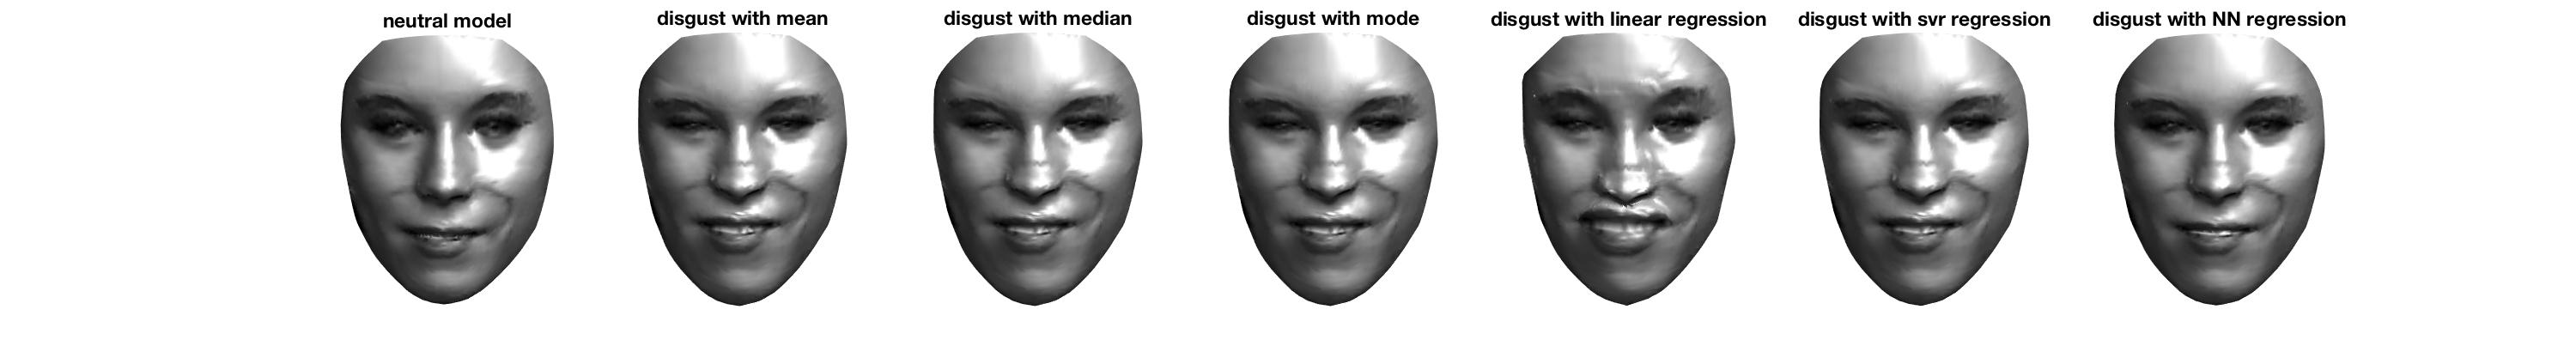 neutral model
disgust with mean
disgust with median
disgust with mode
disgust with linear regression
disgust with svr regression
disgust with NN regression